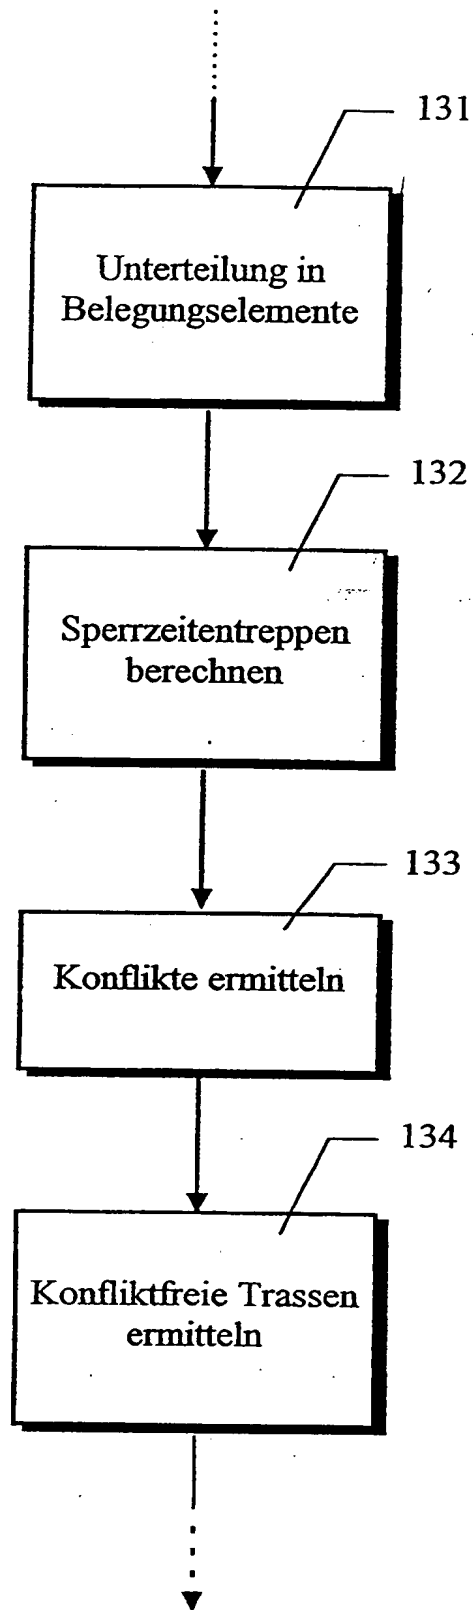 131
Unterteilung in
Belegungselemente
132
Sperrzeitentreppen
berechnen
133
Konflikte ermitteln
134
Konfliktfreie Trassen
ermitteln